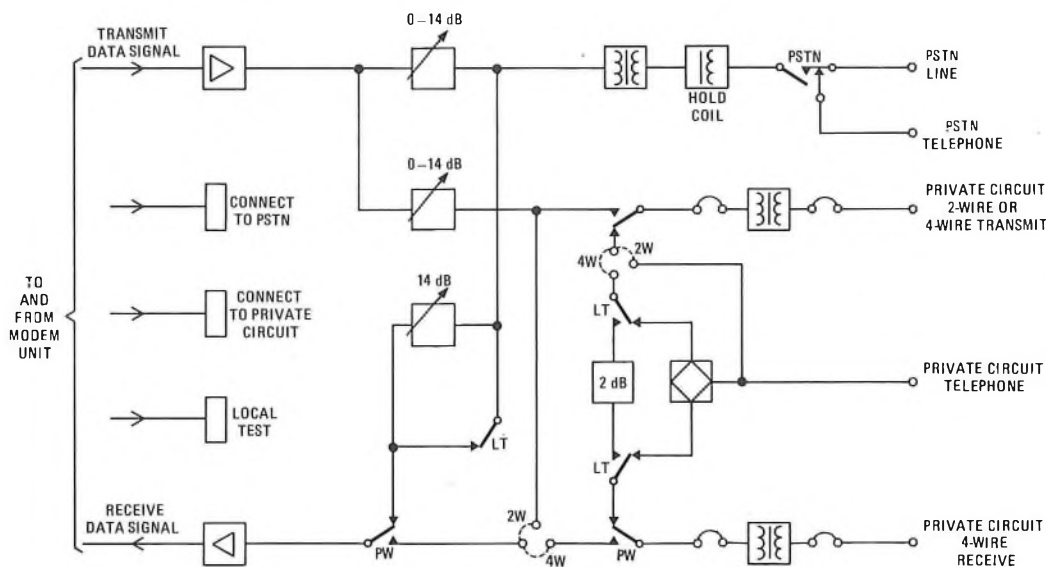 TRANSMIT
DATA SIGNAL
0–14 dB
HOLD
COIL
PSTN
PSTN
LINE
PSTN
TELEPHONE
CONNECT
TO PSTN
0–14 dB
PRIVATE CIRCUIT
2-WIRE OR
4-WIRE TRANSMIT
4W
2W
TO
AND
FROM
MODEM
UNIT
CONNECT
TO PRIVATE
CIRCUIT
14 dB
LT
2 dB
PRIVATE CIRCUIT
TELEPHONE
LOCAL
TEST
LT
LT
RECEIVE
DATA SIGNAL
PW
2W
4W
PW
PRIVATE CIRCUIT
4-WIRE
RECEIVE